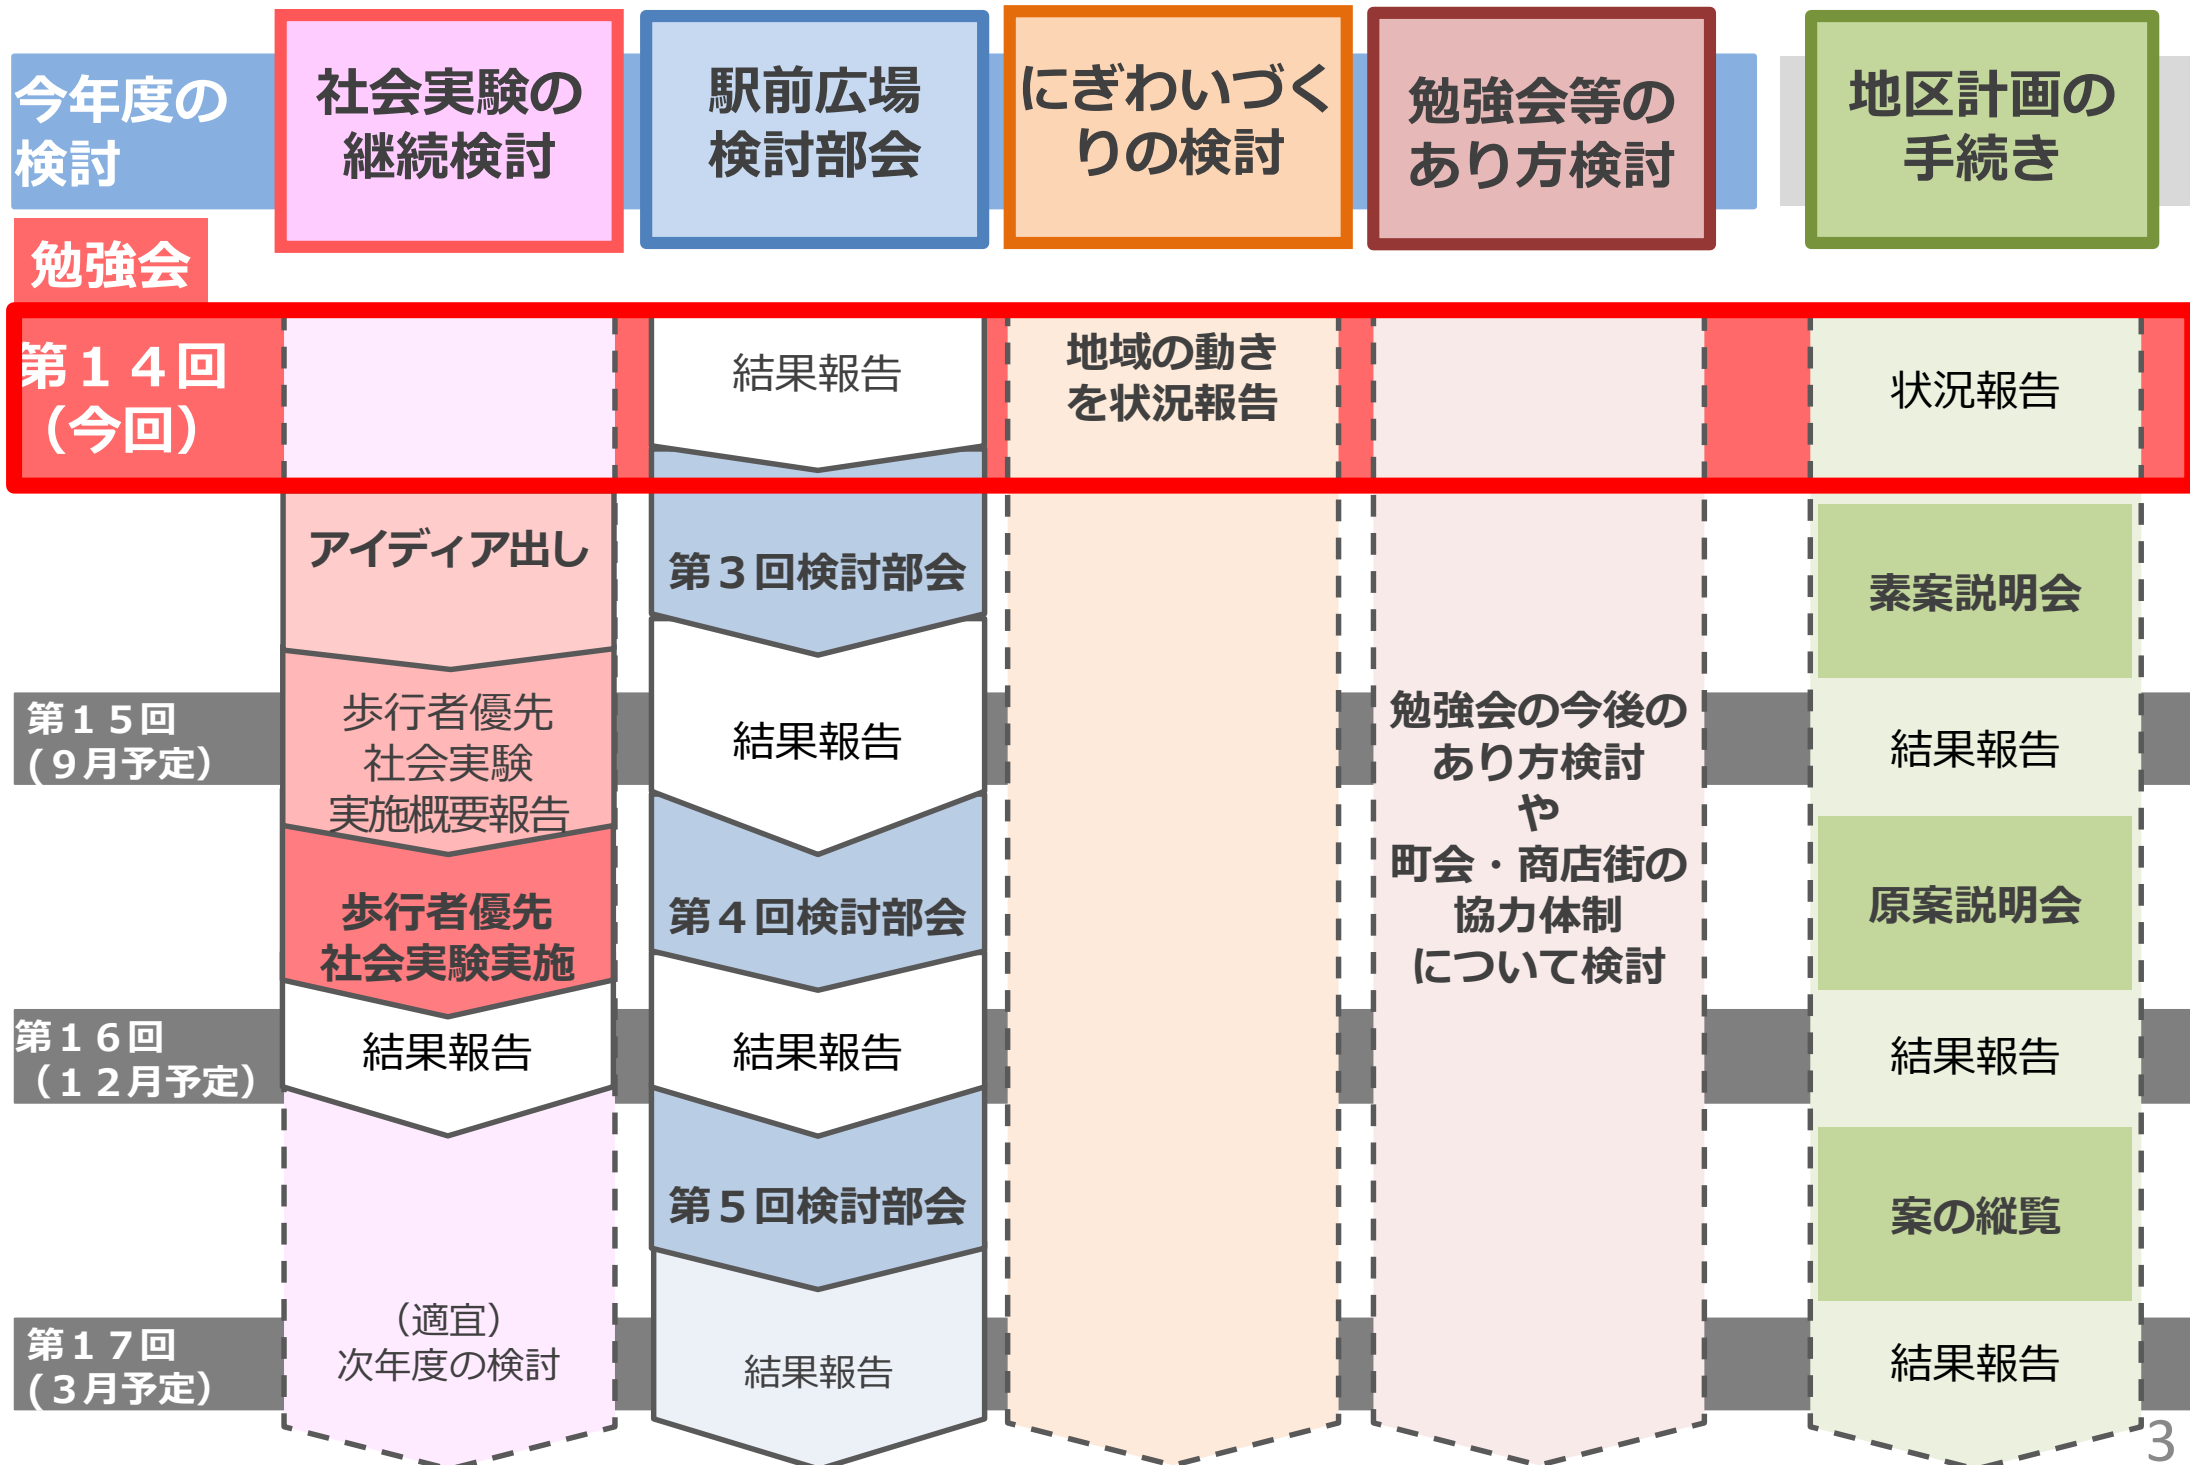 今年度の
検討
社会実験の
継続検討
駅前広場
検討部会
にぎわいづく
りの検討
勉強会等の
あり方検討
地区計画の
手続き
勉強会
第１４回
（今回）
結果報告
地域の動き
を状況報告
状況報告
アイディア出し
第３回検討部会
素案説明会
第１５回
(９月予定）
歩行者優先
社会実験
実施概要報告
結果報告
勉強会の今後の
あり方検討
や
町会・商店街の
協力体制
について検討
結果報告
歩行者優先
社会実験実施
第４回検討部会
原案説明会
第１６回
（１２月予定）
結果報告
結果報告
結果報告
第５回検討部会
案の縦覧
第１７回
(３月予定）
（適宜）
次年度の検討
結果報告
結果報告
3